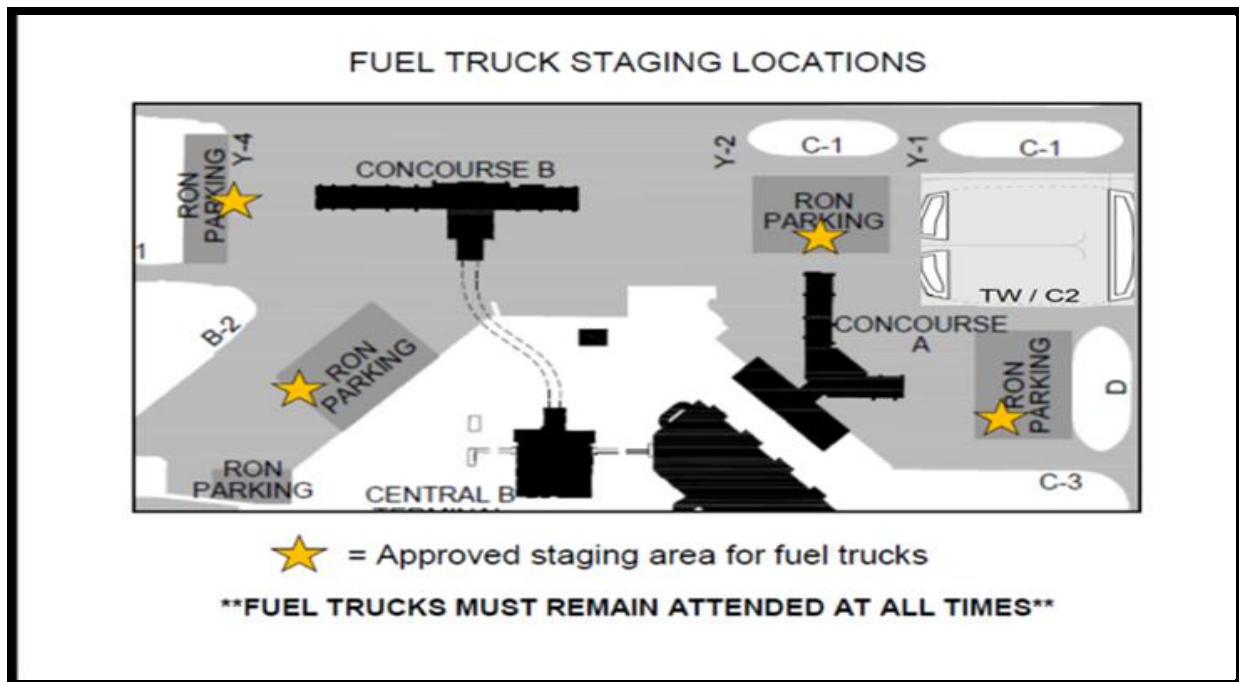 FUEL TRUCK STAGING LOCATIONS
RON
PARKING
Y-4
CONCOURSE B
Y-2
C-1
Y-1
C-1
RON
PARKING
1
TW / C2
B-2
RON
PARKING
CONCOURSE
A
RON
PARKING
D
RON
PARKING
CENTRAL B
TERMINAL
C-3
= Approved staging area for fuel trucks
**FUEL TRUCKS MUST REMAIN ATTENDED AT ALL TIMES**